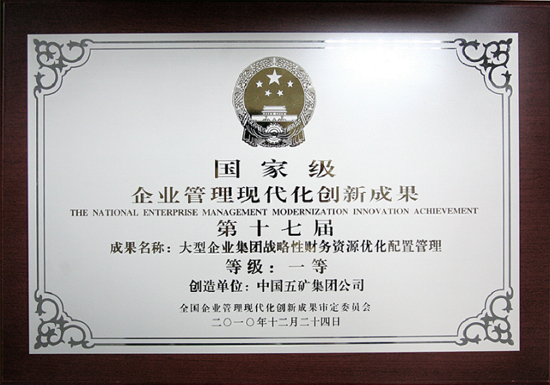 国家级
企业管理现代化创新成果
THE NATIONAL ENTERPRISE MANAGEMENT MODERNIZATION INNOVATION ACHIEVEMENT
第十七届
成果名称：大型企业集团战略性财务资源优化配置管理
等级：一等
创造单位：中国五矿集团公司
全国企业管理现代化创新成果审定委员会
二〇一〇年十二月二十四日